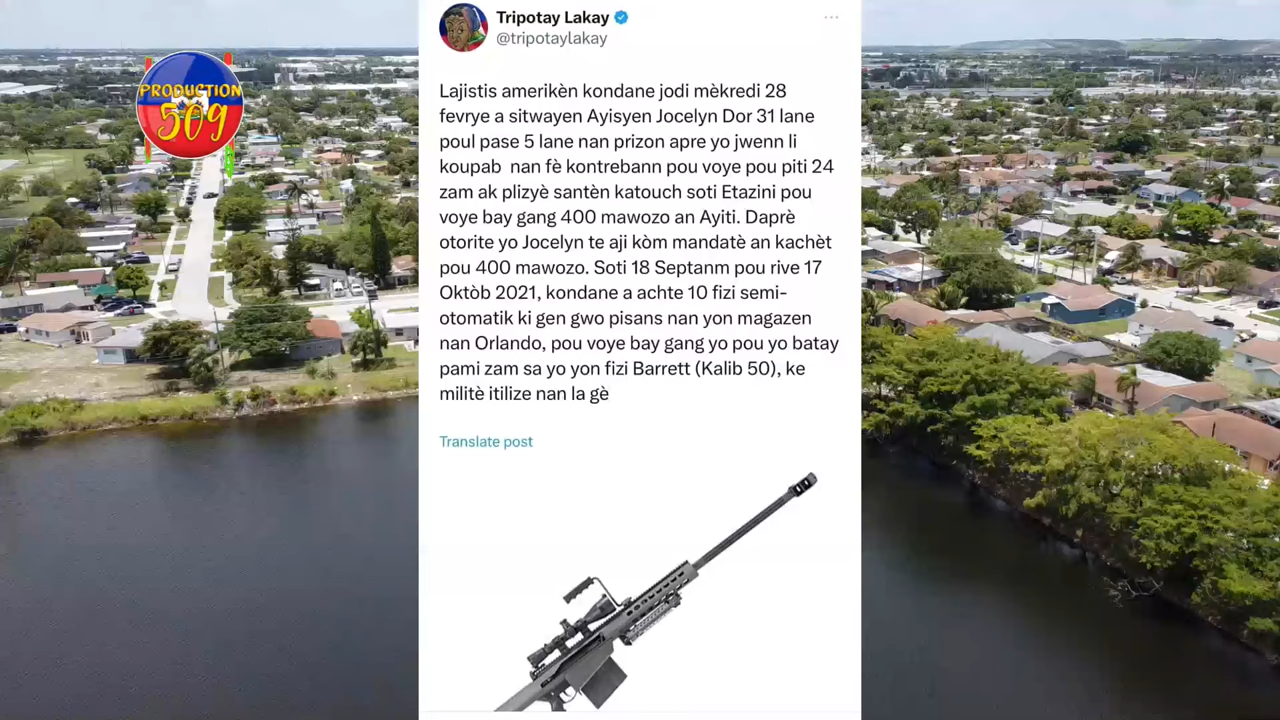 PRODUCTION
509
Tripotay Lakay
@tripotaylakay
Lajistis amerikèn kondane jodi mèkredi 28
fevrye a sitwayen Ayisyen Jocelyn Dor 31 lane
poul pase 5 lane nan prizon apre yo jwenn li
koupab  nan fè kontrebann pou voye pou piti 24
zam ak plizyè santèn katouch soti Etazini pou
voye bay gang 400 mawozo an Ayiti. Daprè
otorite yo Jocelyn te aji kòm mandatè an kachèt
pou 400 mawozo. Soti 18 Septanm pou rive 17
Oktòb 2021, kondane a achte 10 fizi semi-
otomatik ki gen gwo pisans nan yon magazen
nan Orlando, pou voye bay gang yo pou yo batay
pami zam sa yo yon fizi Barrett (Kalib 50), ke
militè itilize nan la gè
Translate post